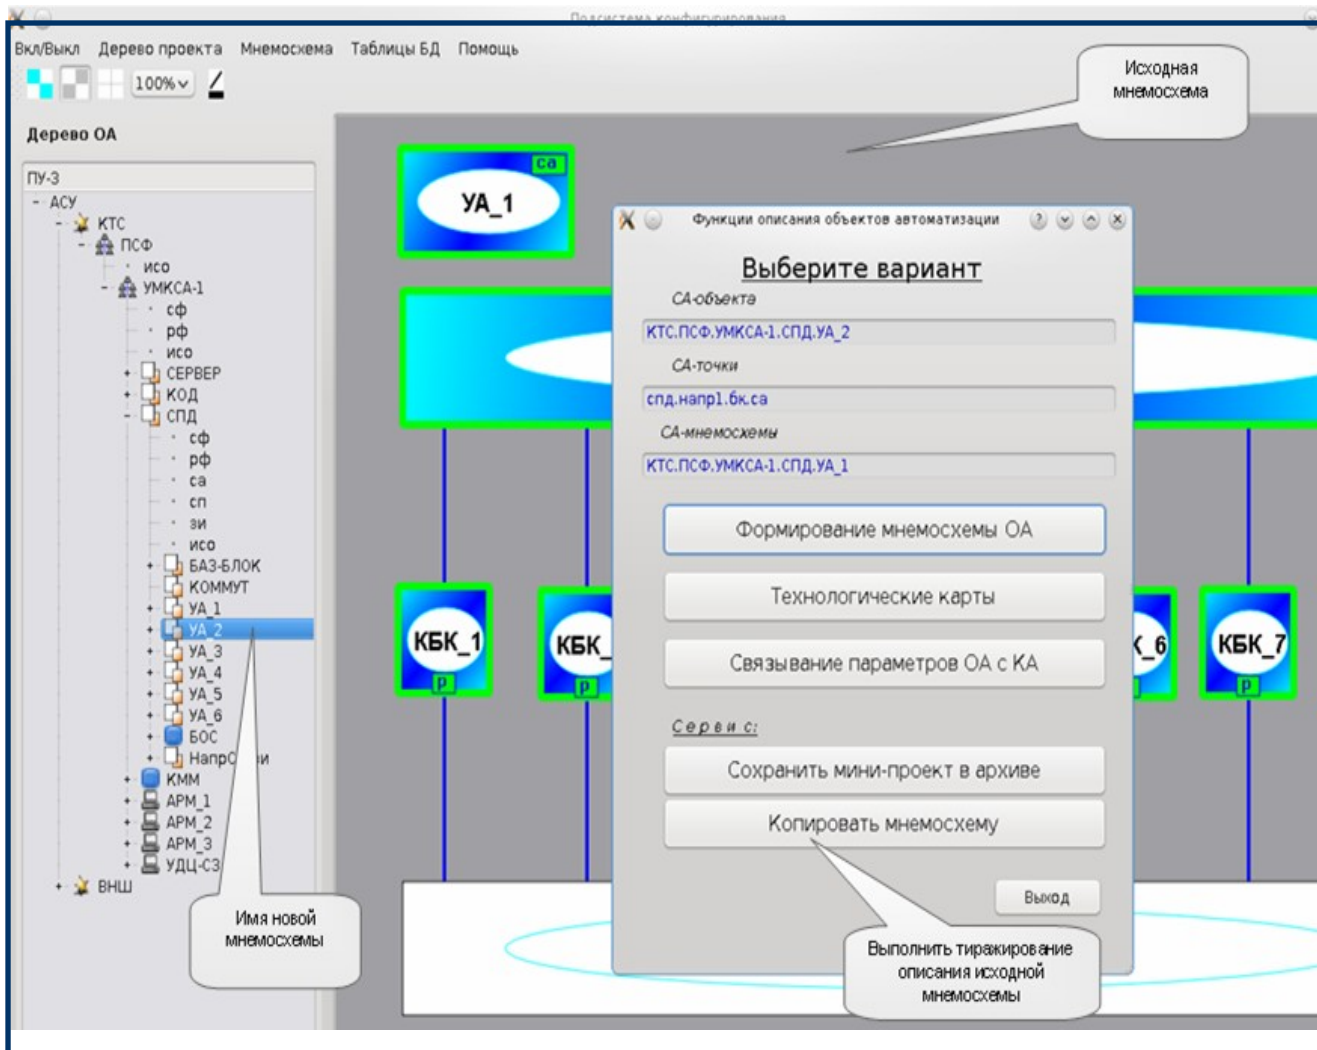 Подсистема конфигурирования
Вкл/Выкл Дерево проекта Мнемосхема Таблицы БД Помощь
100%
Исходная
мнемосхема
Дерево ОА
ПУ-3
АСУ
КТС
ПСФ
исо
УМКСА-1
сф
рф
исо
СЕРВЕР
КОД
СПД
сф
рф
са
сп
зи
исо
БАЗ-БЛОК
КОММУТ
УА_1
УА_2
УА_3
УА_4
УА_5
УА_6
БОС
КММ
АРМ_1
АРМ_2
АРМ_3
УДЦ-СЗ
ВНШ
Имя новой
мнемосхемы
са
УА_1
КБК_1
р
КБК_
р
К_6
р
КБК_7
р
Функции описания объектов автоматизации
Выберите вариант
СА-объекта
КТС.ПСФ.УМКСА-1.СПД.УА_2
СА-точки
спд.напр1.бк.са
СА-мнемосхемы
КТС.ПСФ.УМКСА-1.СПД.УА_1
Формирование мнемосхемы ОА
Технологические карты
Связывание параметров ОА с КА
Сервис:
Сохранить мини-проект в архиве
Копировать мнемосхему
Выход
Выполнить тиражирование
описания исходной
мнемосхемы